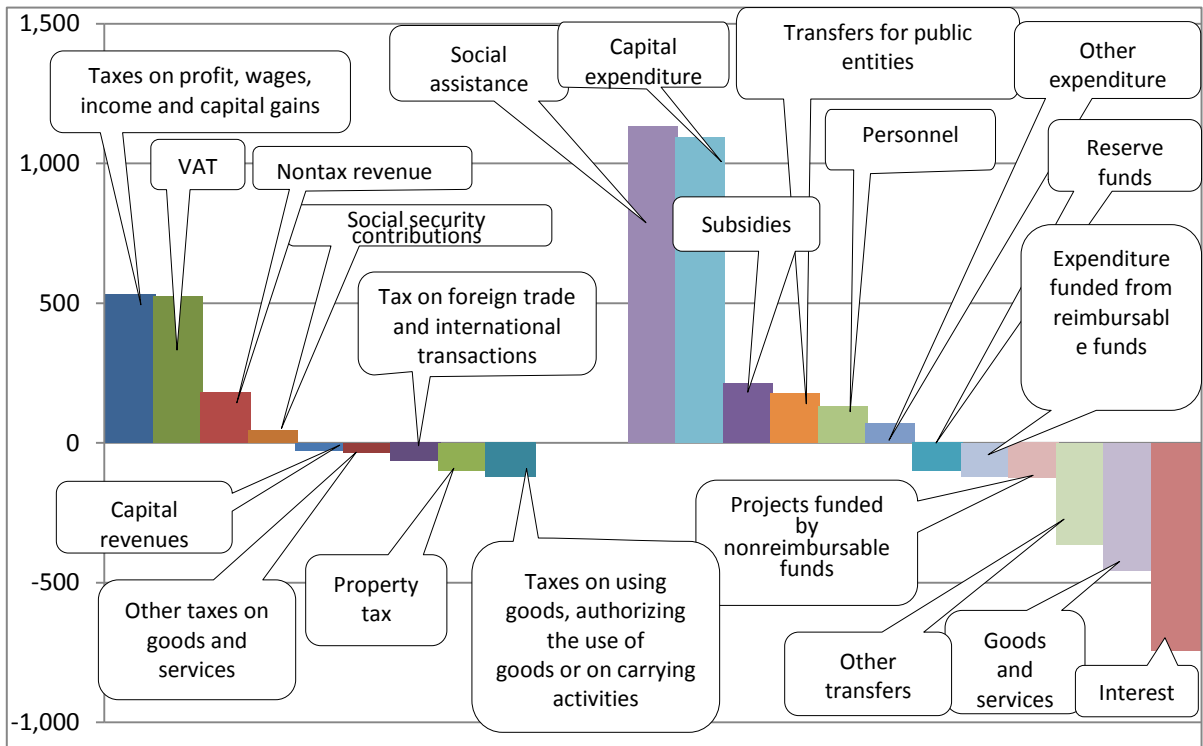 1,500
1,000
500
0
-500
-1,000
Taxes on profit, wages,
income and capital gains
VAT
Nontax revenue
Social security
contributions
Tax on foreign trade
and international
transactions
Capital
revenues
Other taxes on
goods and
services
Property
tax
Taxes on using
goods, authorizing
the use of
goods or on carrying
activities
Social
assistance
Capital
expenditure
Transfers for public
entities
Other
expenditure
Personnel
Reserve
funds
Subsidies
Expenditure
funded from
reimbursabl
e funds
Projects funded
by
nonreimbursable
funds
Other
transfers
Goods
and
services
Interest